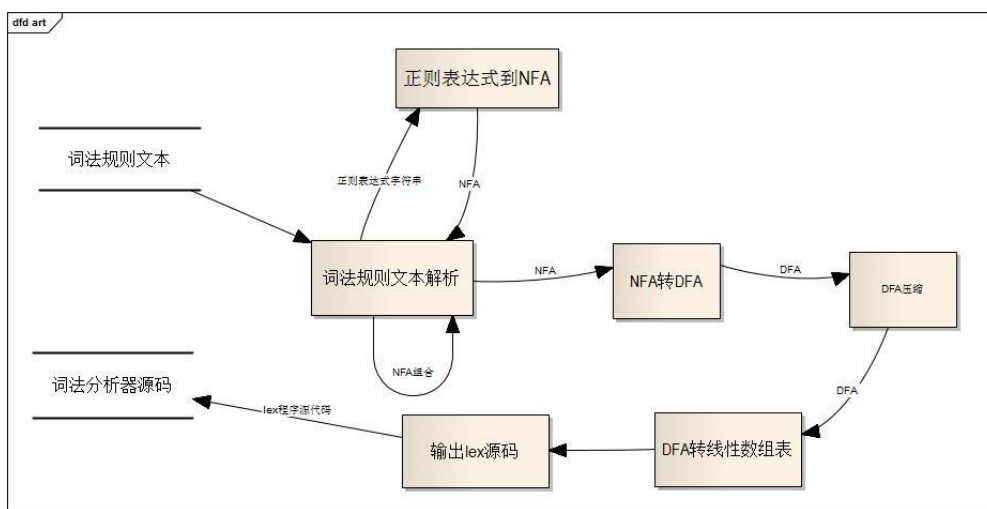 dfd art
正则表达式到NFA
词法规则文本
正则表达式字符串
NFA
词法规则文本解析
NFA
NFA转DFA
DFA
DFA压缩
NFA组合
词法分析器源码
lex程序源代码
输出lex源码
DFA转线性数组表
DFA